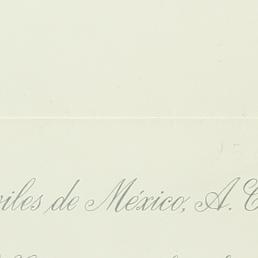 viles de México, A. C